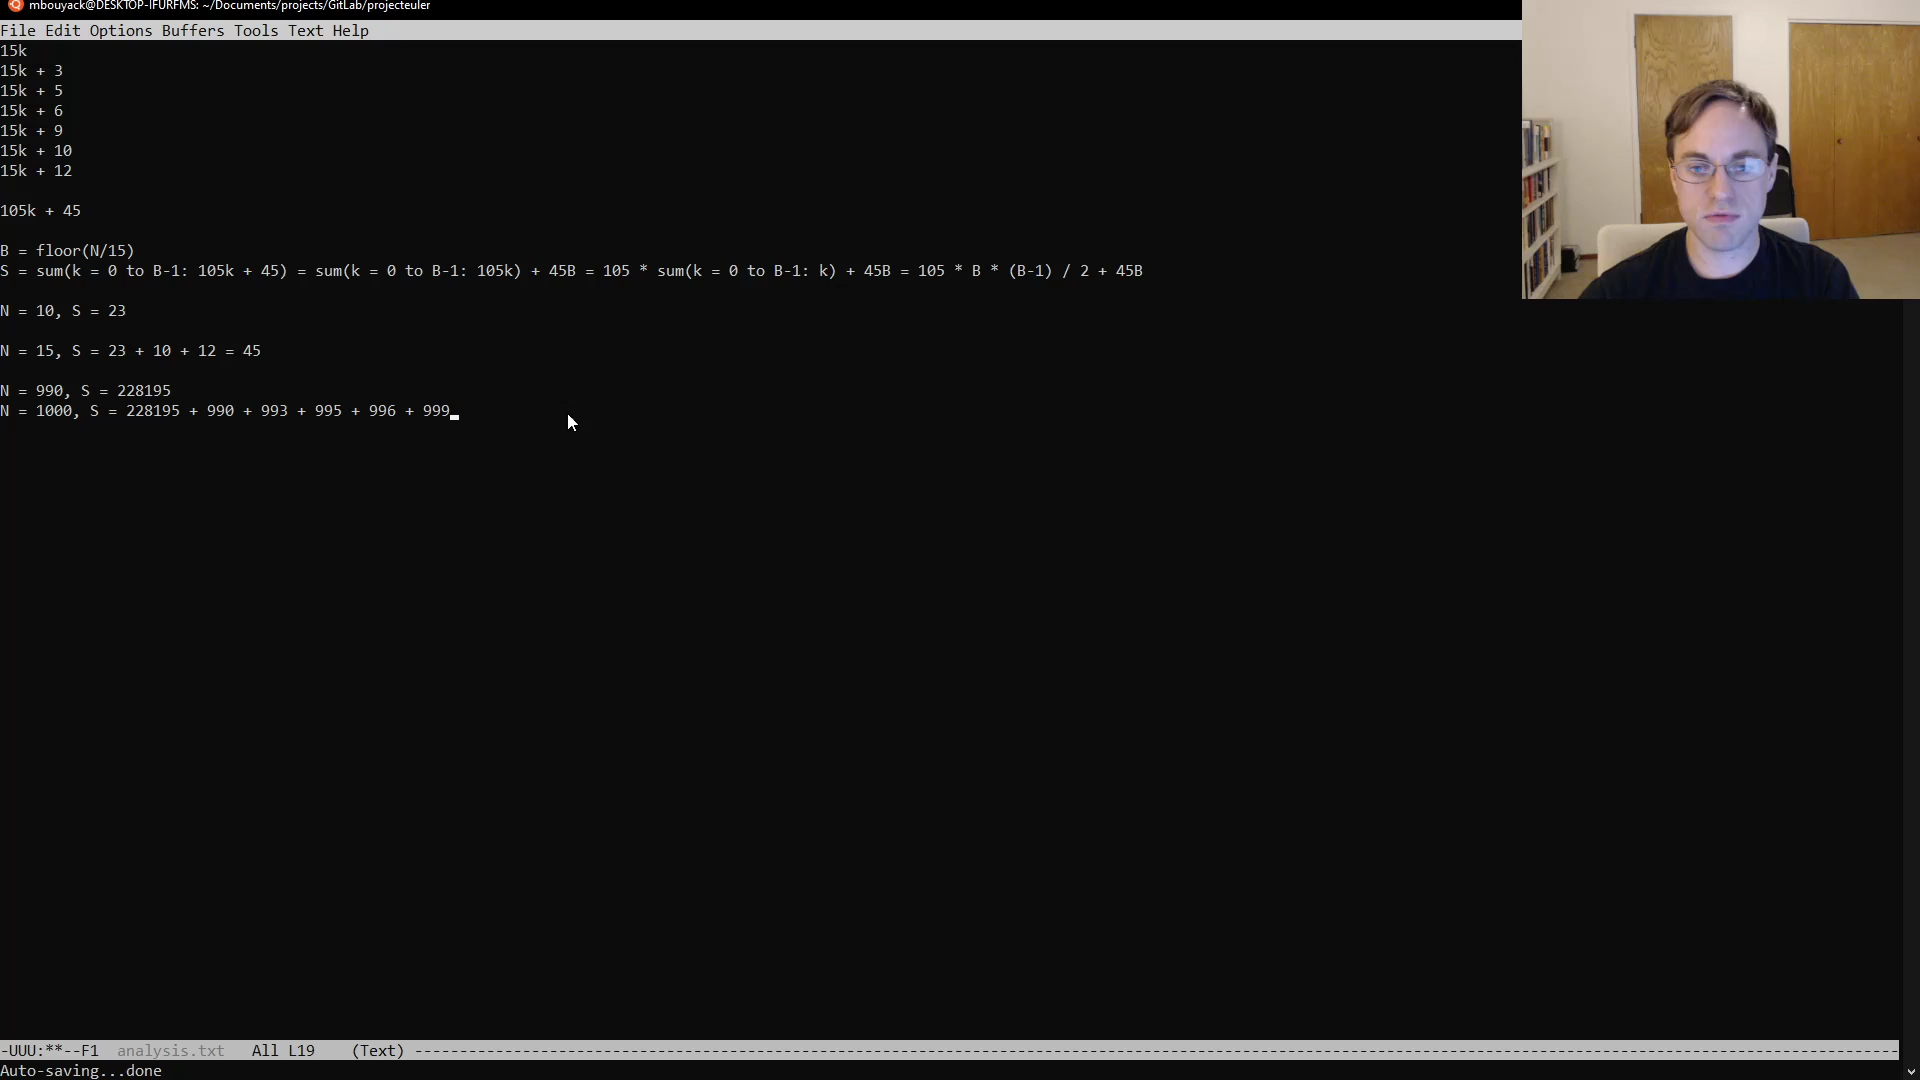 mbouyack@DESKTOP-IFURFMS: ~/Documents/projects/GitLab/projecteuler
File Edit Options Buffers Tools Text Help
15k
15k + 3
15k + 5
15k + 6
15k + 9
15k + 10
15k + 12
105k + 45
B = floor(N/15)
S = sum(k = 0 to B-1: 105k + 45) = sum(k = 0 to B-1: 105k) + 45B = 105 * sum(k = 0 to B-1: k) + 45B = 105 * B * (B-1) / 2 + 45B
N = 10, S = 23
N = 15, S = 23 + 10 + 12 = 45
N = 990, S = 228195
N = 1000, S = 228195 + 990 + 993 + 995 + 996 + 999
-UUU:**--F1  analysis.txt   All L19    (Text) ----------------------------------------------------------------
Auto-saving...done